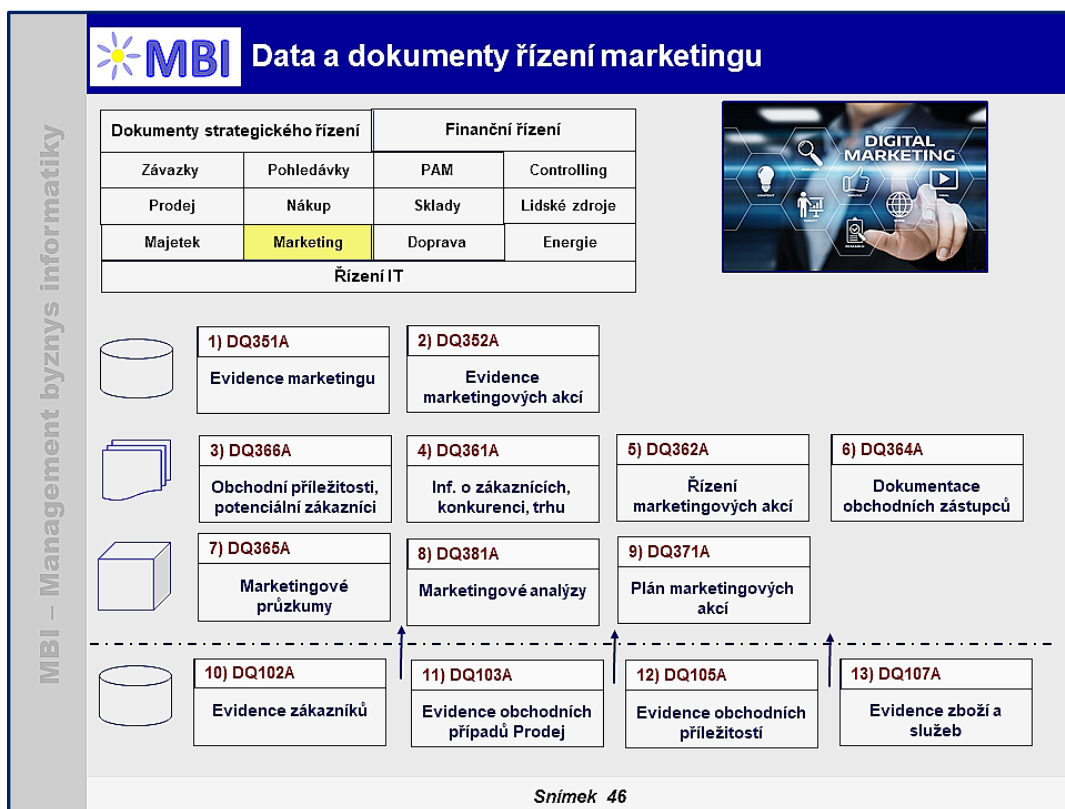 MBI
Data a dokumenty řízení marketingu
MBI – Management byznys informatiky
Dokumenty strategického řízení
Finanční řízení
Závazky
Pohledávky
PAM
Controlling
Prodej
Nákup
Sklady
Lidské zdroje
Majetek
Marketing
Doprava
Energie
Řízení IT
DIGITAL
MARKETING
CONTENT
RESEARCH
1) DQ351A
Evidence marketingu
2) DQ352A
Evidence
marketingových akcí
3) DQ366A
Obchodní příležitosti,
potenciální zákazníci
4) DQ361A
Inf. o zákaznících,
konkurenci, trhu
5) DQ362A
Řízení
marketingových akcí
6) DQ364A
Dokumentace
obchodních zástupců
7) DQ365A
Marketingové
průzkumy
8) DQ381A
Marketingové analýzy
9) DQ371A
Plán marketingových
akcí
10) DQ102A
Evidence zákazníků
11) DQ103A
Evidence obchodních
případů Prodej
12) DQ105A
Evidence obchodních
příležitostí
13) DQ107A
Evidence zboží a
služeb
Snímek 46